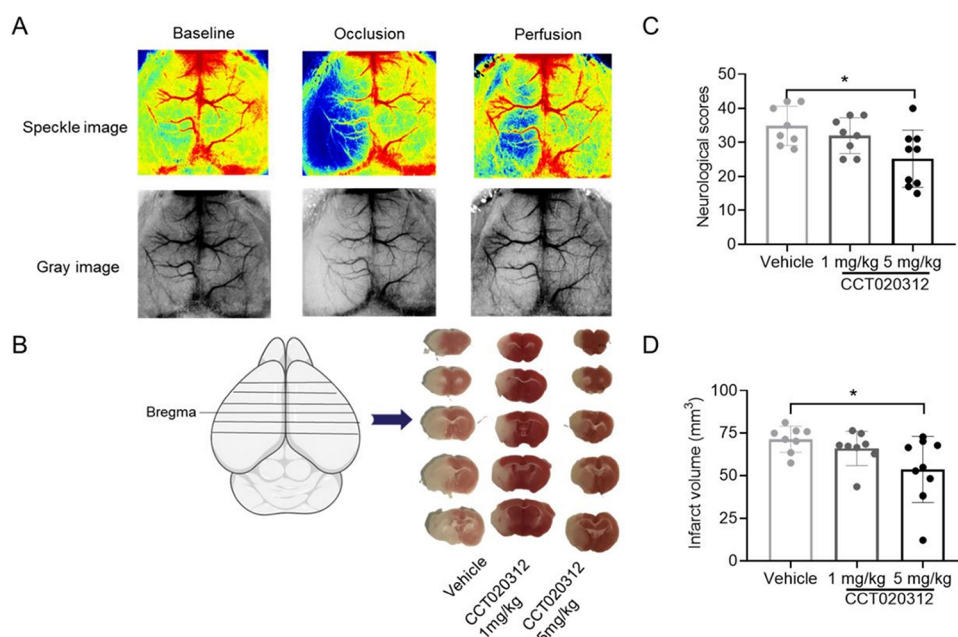 A
Baseline
Occlusion
Perfusion
Speckle image
Gray image
B
Bregma
Vehicle
CCT020312
1mg/kg
CCT020312
5mg/kg
C
Neurological scores
50
40
30
20
10
0
*
Vehicle
1 mg/kg
5 mg/kg
CCT020312
D
Infarct volume (mm³)
100
75
50
25
0
*
Vehicle
1 mg/kg
5 mg/kg
CCT020312